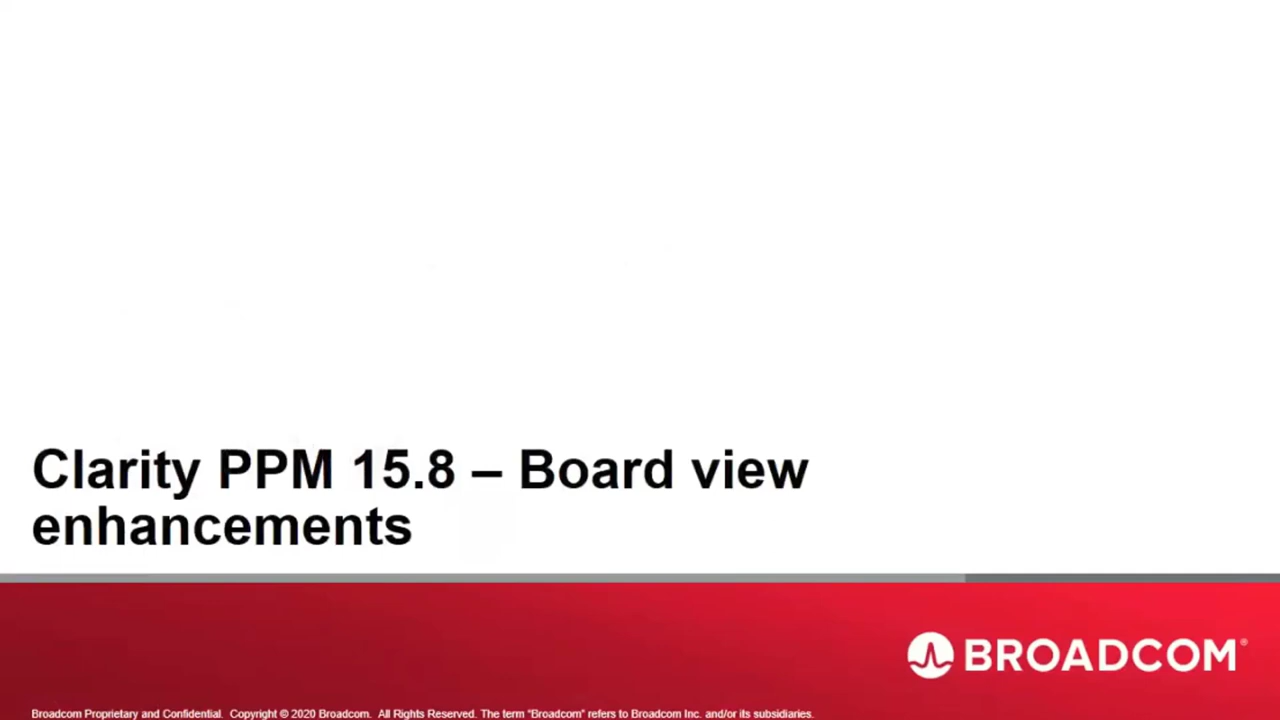 Clarity PPM 15.8 – Board view
enhancements
BROADCOM®
Broadcom Proprietary and Confidential. Copyright © 2020 Broadcom. All Rights Reserved. The term “Broadcom” refers to Broadcom Inc. and/or its subsidiaries.